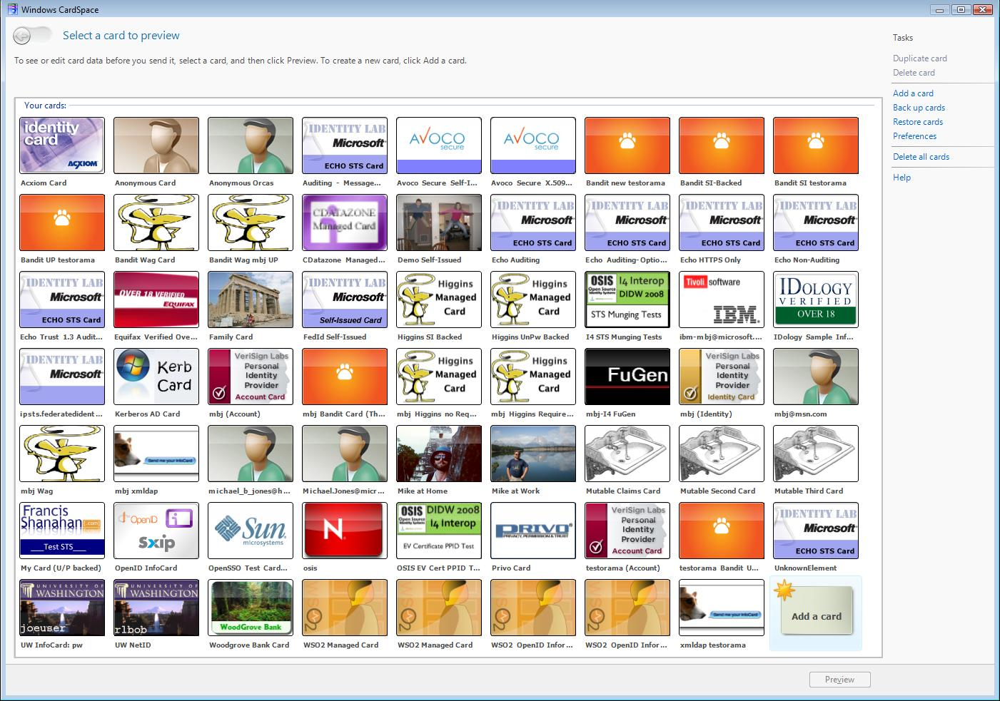 Windows CardSpace
Select a card to preview
To see or edit card data before you send it, select a card, and then click Preview. To create a new card, click Add a card.
Tasks
Duplicate card
Delete card
Add a card
Back up cards
Restore cards
Preferences
Delete all cards
Help
Your cards:
identity card ACXIOM
IDENTITY LAB Microsoft ECHO STS Card
AVOCO secure
AVOCO secure
Acxiom Card
Anonymous Card
Anonymous Orcas
Auditing - Message...
Avoco Secure Self-I...
Avoco Secure X.509...
Bandit new testorama
Bandit SI-Backed
Bandit SI testorama
CDATAZONE Managed Card
IDENTITY LAB Microsoft ECHO STS Card
IDENTITY LAB Microsoft ECHO STS Card
IDENTITY LAB Microsoft ECHO STS Card
IDENTITY LAB Microsoft ECHO STS Card
Bandit UP testorama
Bandit Wag Card
Bandit Wag mbj UP
CDatazone Managed...
Demo Self-Issued
Echo Auditing
Echo Auditing-Optio...
Echo HTTPS Only
Echo Non-Auditing
IDENTITY LAB Microsoft ECHO STS Card
OVER 18 VERIFIED EQUIFAX
IDENTITY LAB Microsoft Self-Issued Card
Higgins Managed Card
Higgins Managed Card
OSIS Open Source Identity Systems I4 Interop DIDW 2008 STS Munging Tests
Tivoli software IBM.
IDOLOGY VERIFIED OVER 18
Echo Trust 1.3 Audit...
Equifax Verified Ove...
Family Card
FedId Self-Issued
Higgins SI Backed
Higgins UnPw Backed
I4 STS Munging Tests
ibm-mbj@microsoft....
IDology Sample Inf...
IDENTITY LAB Microsoft
Kerb Card
VeriSign Labs Personal Identity Provider Account Card
Higgins Managed Card
Higgins Managed Card
FuGen
VeriSign Labs Personal Identity Provider Identity Card
ipsts.federatedident...
Kerberos AD Card
mbj (Account)
mbj Bandit Card (Th...
mbj Higgins no Req...
mbj Higgins Require...
mbj-I4 FuGen
mbj (Identity)
mbj@msn.com
Send me your InfoCard
mbj Wag
mbj xmldap
michael_b_jones@h...
Michael.Jones@micr...
Mike at Home
Mike at Work
Mutable Claims Card
Mutable Second Card
Mutable Third Card
Francis Shanahan .com ___Test STS___
OpenID Sxip
Sun microsystems
N
OSIS Open Source Identity Systems DIDW 2008 I4 Interop EV Certificate PPID Test
PRIVO PRIVACY, PERMISSION & TRUST
VeriSign Labs Personal Identity Provider Account Card
IDENTITY LAB Microsoft ECHO STS Card
My Card (U/P backed)
OpenID InfoCard
OpenSSO Test Card...
osis
OSIS EV Cert PPID T...
Privo Card
testorama (Account)
testorama Bandit U...
UnknownElement
UNIVERSITY OF WASHINGTON joeuser
UNIVERSITY OF WASHINGTON rlbob
WoodGrove Bank
WSO2
WSO2
WSO2
WSO2
Send me your InfoCard
Add a card
UW InfoCard: pw
UW NetID
Woodgrove Bank Card
WSO2 Managed Card
WSO2 Managed Card
WSO2 OpenID Infor...
WSO2 OpenID Infor...
xmldap testorama
Preview